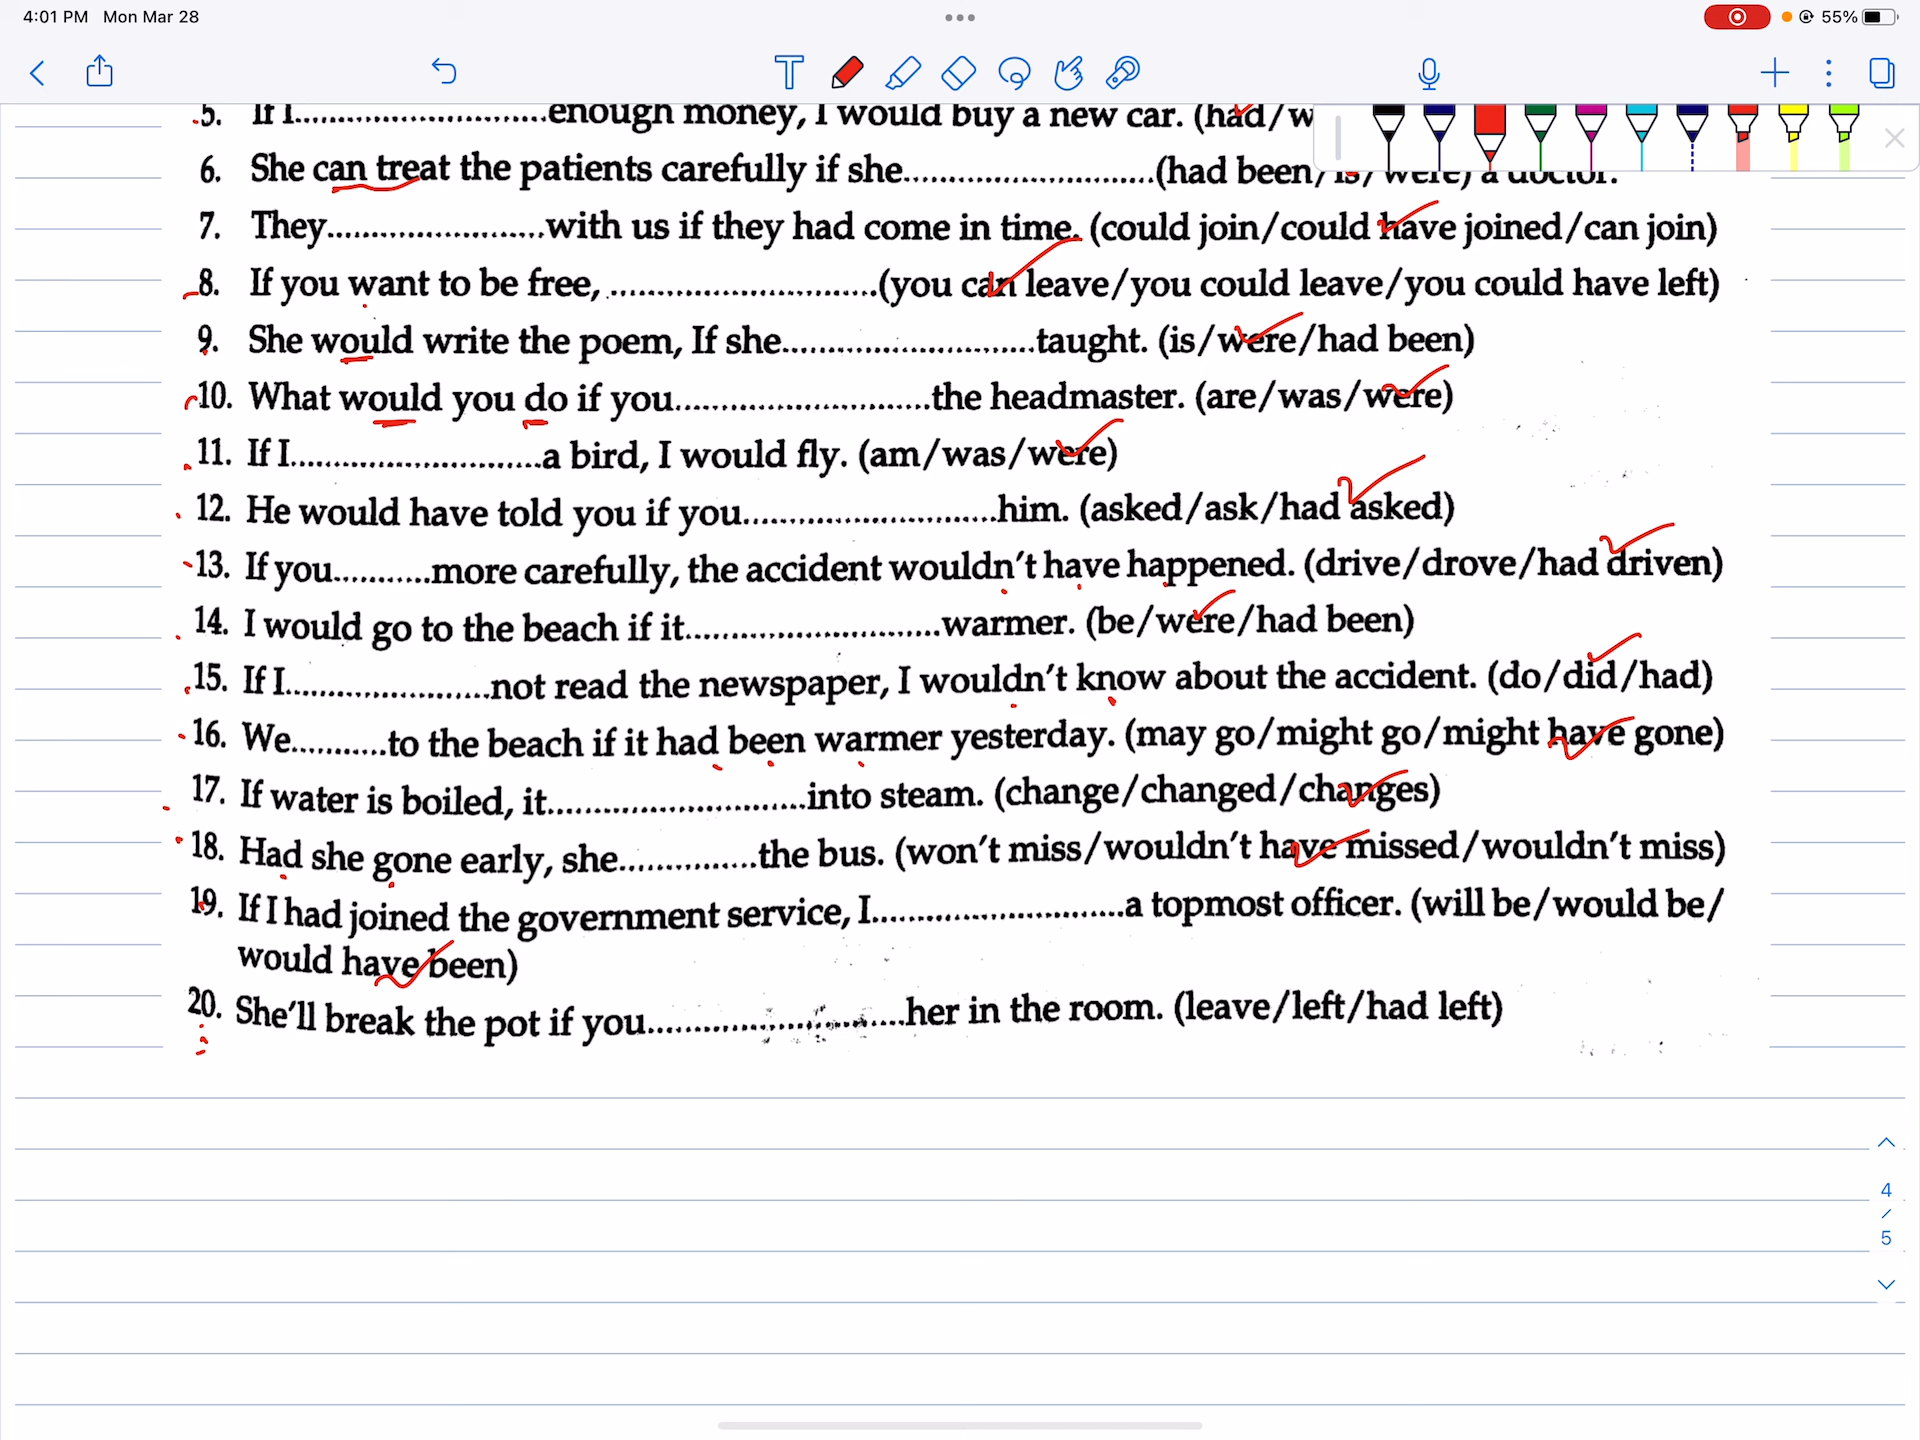 4:01 PM Mon Mar 28
55%
5. If I..........................enough money, I would buy a new car. (had/w
6. She can treat the patients carefully if she..........................(had been/is/were) a doctor.
7. They......................with us if they had come in time. (could join/could have joined/can join)
8. If you want to be free, ...........................(you can leave/you could leave/you could have left)
9. She would write the poem, If she..........................taught. (is/were/had been)
10. What would you do if you..........................the headmaster. (are/was/were)
11. If I..........................a bird, I would fly. (am/was/were)
12. He would have told you if you..........................him. (asked/ask/had asked)
13. If you..........more carefully, the accident wouldn't have happened. (drive/drove/had driven)
14. I would go to the beach if it..........................warmer. (be/were/had been)
15. If I.....................not read the newspaper, I wouldn't know about the accident. (do/did/had)
16. We..........to the beach if it had been warmer yesterday. (may go/might go/might have gone)
17. If water is boiled, it..........................into steam. (change/changed/changes)
18. Had she gone early, she..............the bus. (won't miss/wouldn't have missed/wouldn't miss)
19. If I had joined the government service, I..........................a topmost officer. (will be/would be/
would have been)
20. She'll break the pot if you..........................her in the room. (leave/left/had left)
4
/
5